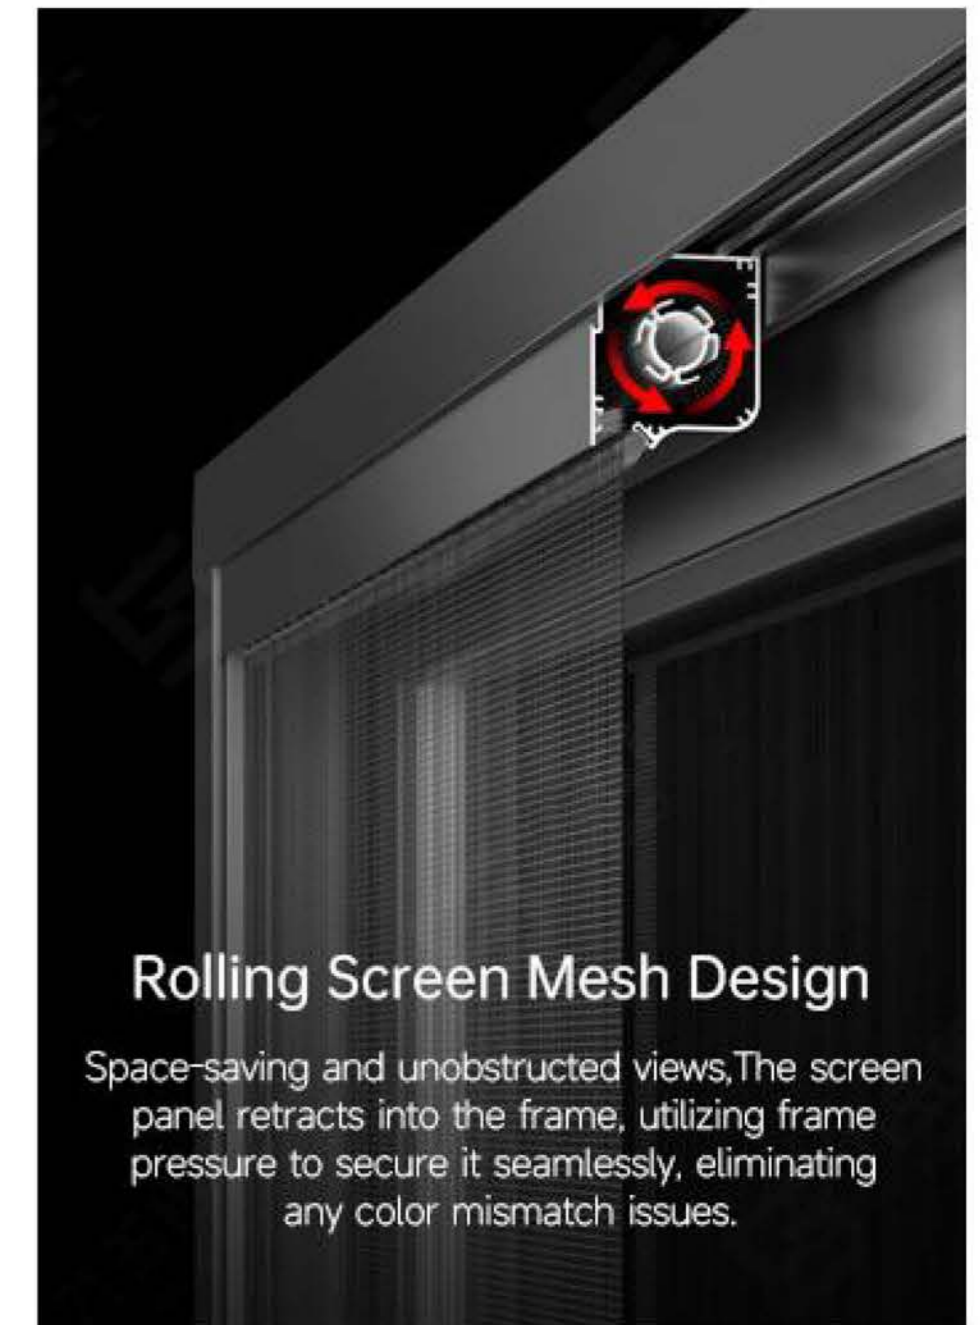 Rolling Screen Mesh Design
Space-saving and unobstructed views,The screen
panel retracts into the frame, utilizing frame
pressure to secure it seamlessly, eliminating
any color mismatch issues.